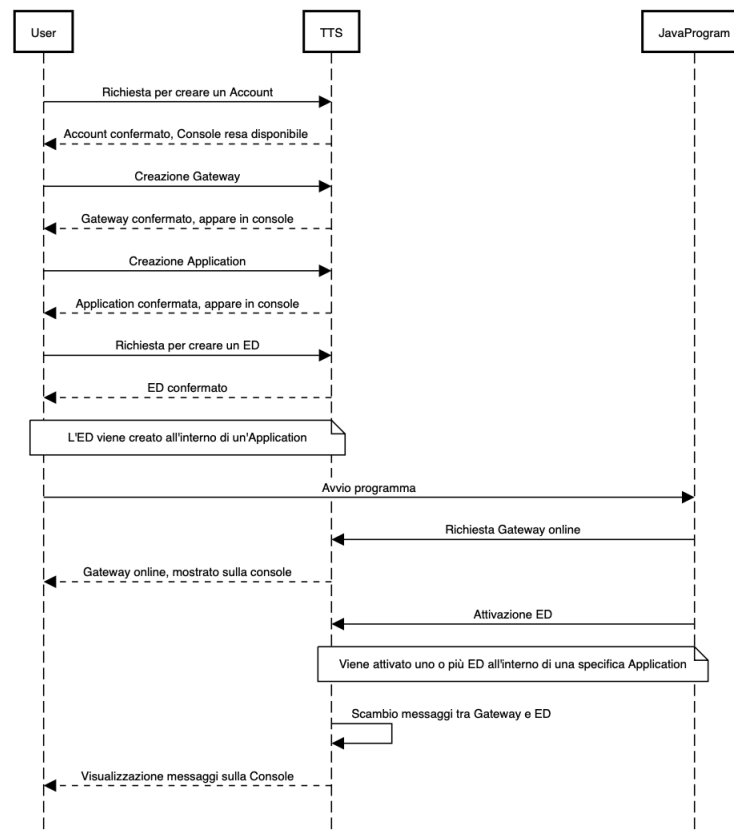 User
TTS
JavaProgram
Richiesta per creare un Account
Account confermato, Console resa disponibile
Creazione Gateway
Gateway confermato, appare in console
Creazione Application
Application confermata, appare in console
Richiesta per creare un ED
ED confermato
L'ED viene creato all'interno di un'Application
Avvio programma
Richiesta Gateway online
Gateway online, mostrato sulla console
Attivazione ED
Viene attivato uno o più ED all'interno di una specifica Application
Scambio messaggi tra Gateway e ED
Visualizzazione messaggi sulla Console